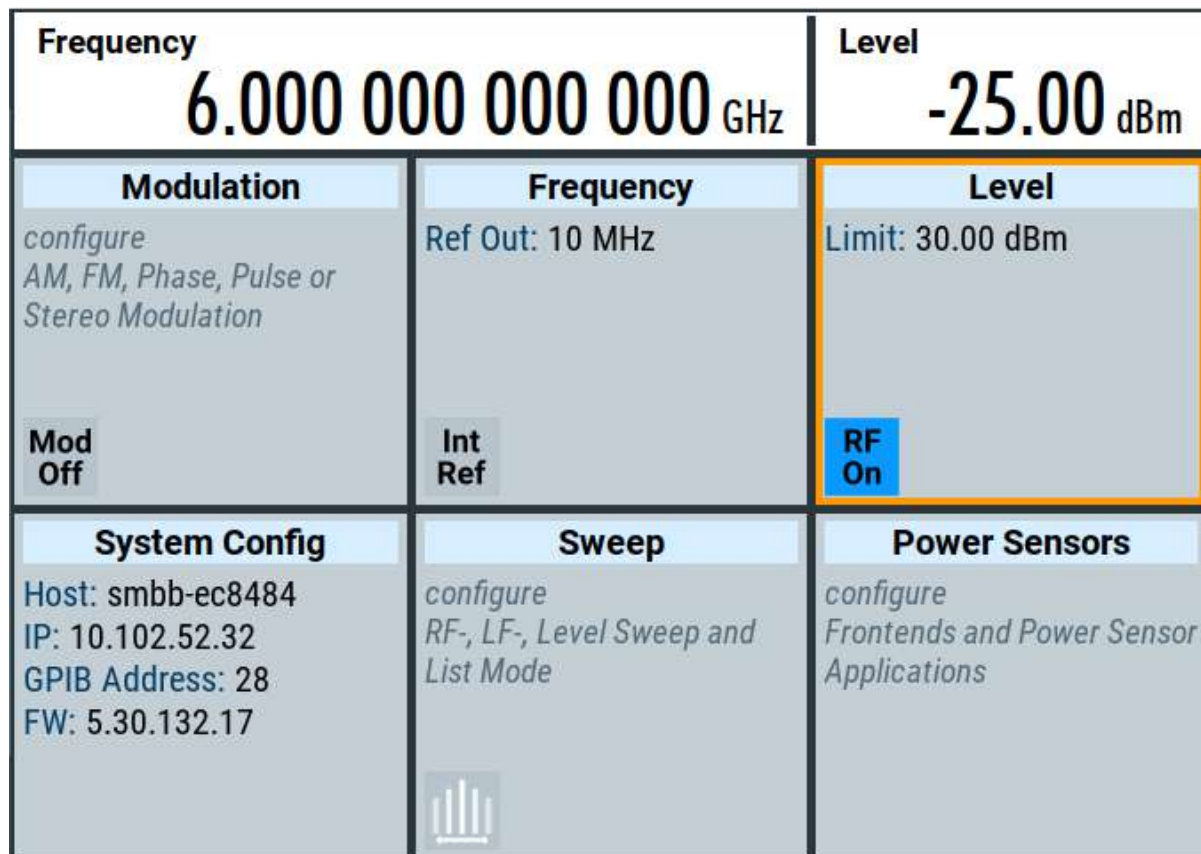 Frequency
6.000 000 000 000 GHz
Level
-25.00 dBm
Modulation
configure
AM, FM, Phase, Pulse or
Stereo Modulation
Mod
Off
Frequency
Ref Out: 10 MHz
Int
Ref
Level
Limit: 30.00 dBm
RF
On
System Config
Host: smbb-ec8484
IP: 10.102.52.32
GPIB Address: 28
FW: 5.30.132.17
Sweep
configure
RF-, LF-, Level Sweep and
List Mode
Power Sensors
configure
Frontends and Power Sensor
Applications